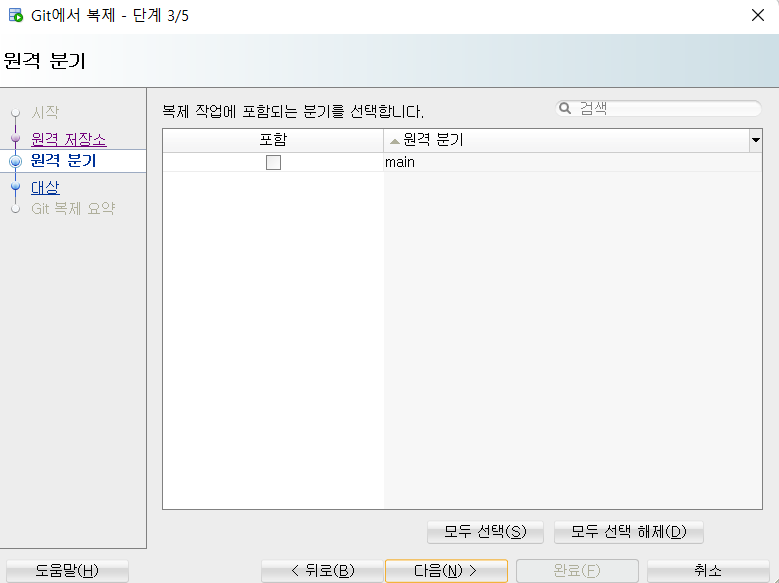 Git에서 복제 - 단계 3/5
원격 분기
시작
원격 저장소
원격 분기
대상
Git 복제 요약
복제 작업에 포함되는 분기를 선택합니다.
검색
포함
원격 분기
main
모두 선택(S)
모두 선택 해제(D)
도움말(H)
< 뒤로(B)
다음(N) >
완료(F)
취소